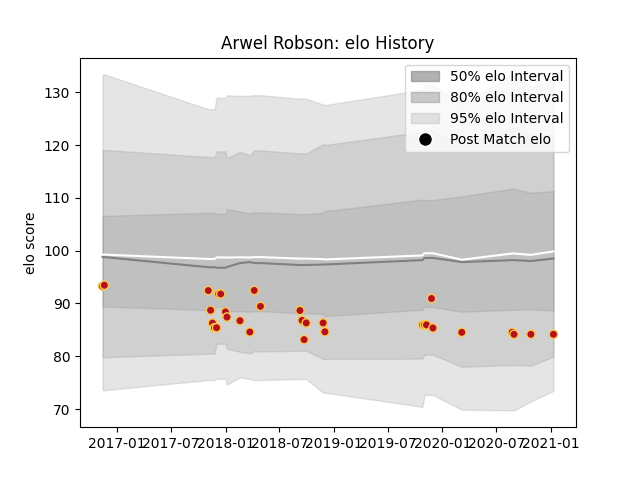 Arwel Robson: elo History
50% elo Interval
80% elo Interval
95% elo Interval
Post Match elo
elo score
130
120
110
100
90
80
70
2017-01 2017-07 2018-01 2018-07 2019-01 2019-07 2020-01 2020-07 2021-01